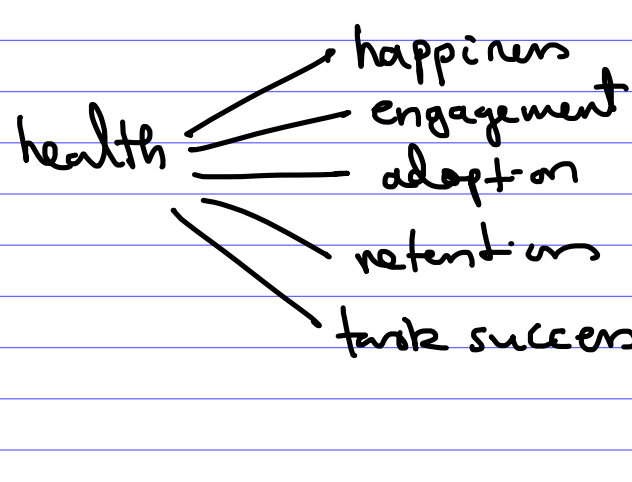 happiness
engagement
health
adoption
retention
task success